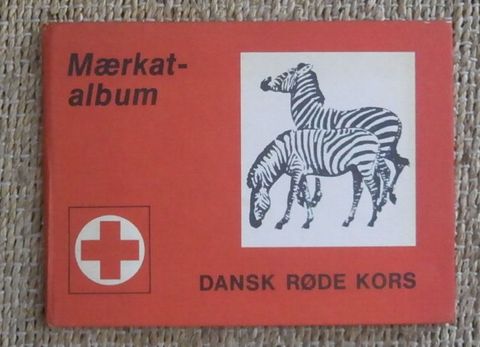 Mærkat-
album
DANSK RØDE KORS